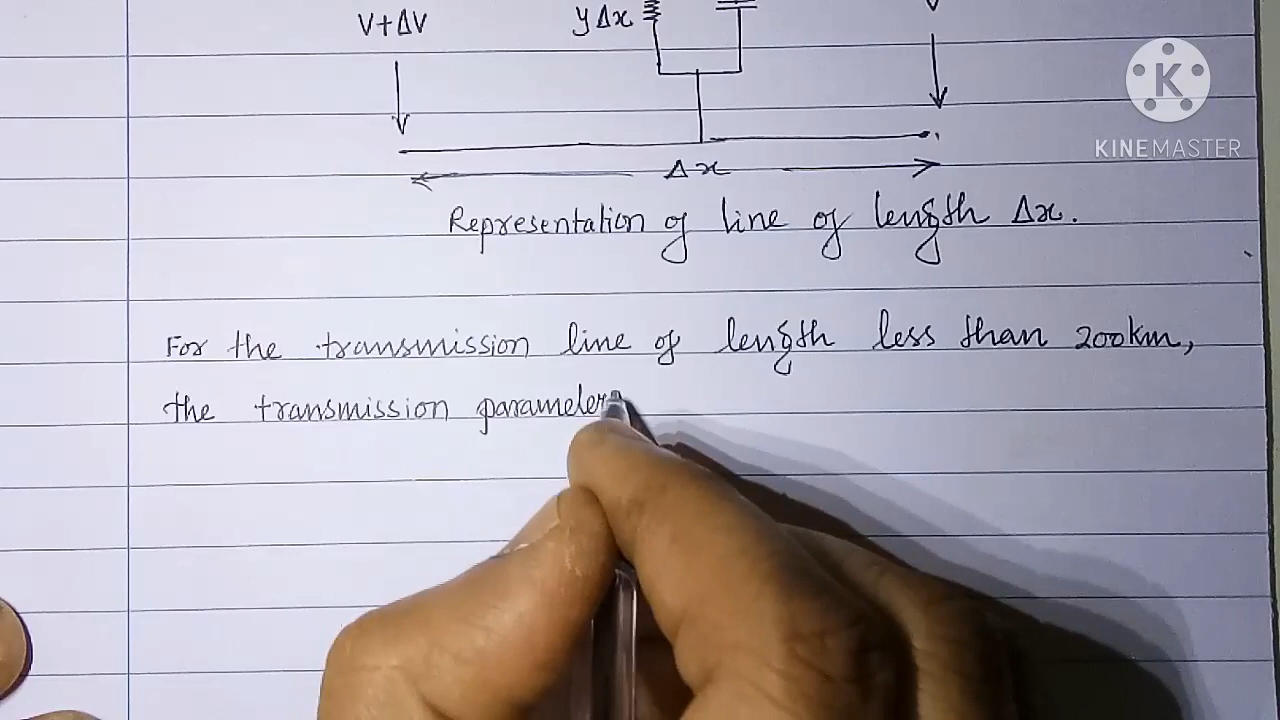 V+ΔV
yΔx
K
KINEMASTER
Δx
Representation of line of length Δx.
For the transmission line of length less than 200km,
the transmission parameter